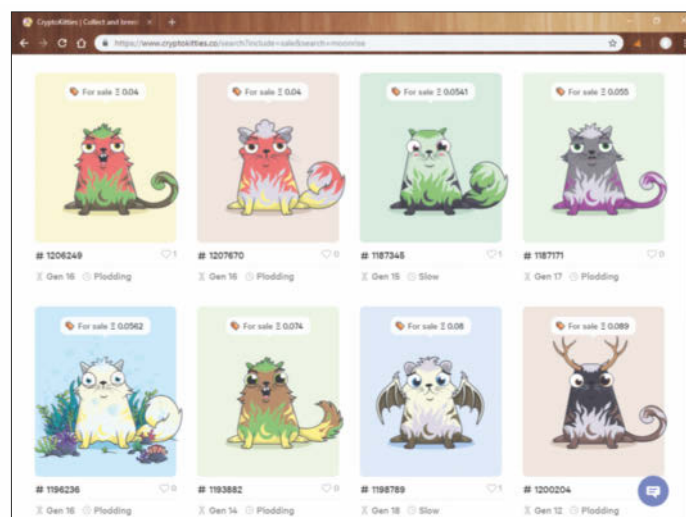 CryptoKitties | Collect and breed
https://www.cryptokitties.co/search?include=sale&search=moonrise
For sale Ξ 0.04
For sale Ξ 0.04
For sale Ξ 0.0541
For sale Ξ 0.055
# 1206249 1
# 1207670 0
# 1187345 1
# 1187171 0
Gen 16 Plodding
Gen 16 Plodding
Gen 15 Slow
Gen 17 Plodding
For sale Ξ 0.0562
For sale Ξ 0.074
For sale Ξ 0.08
For sale Ξ 0.089
# 1196236 0
# 1193882 0
# 1198789 1
# 1200204
Gen 16 Plodding
Gen 14 Plodding
Gen 18 Slow
Gen 12 Plodding